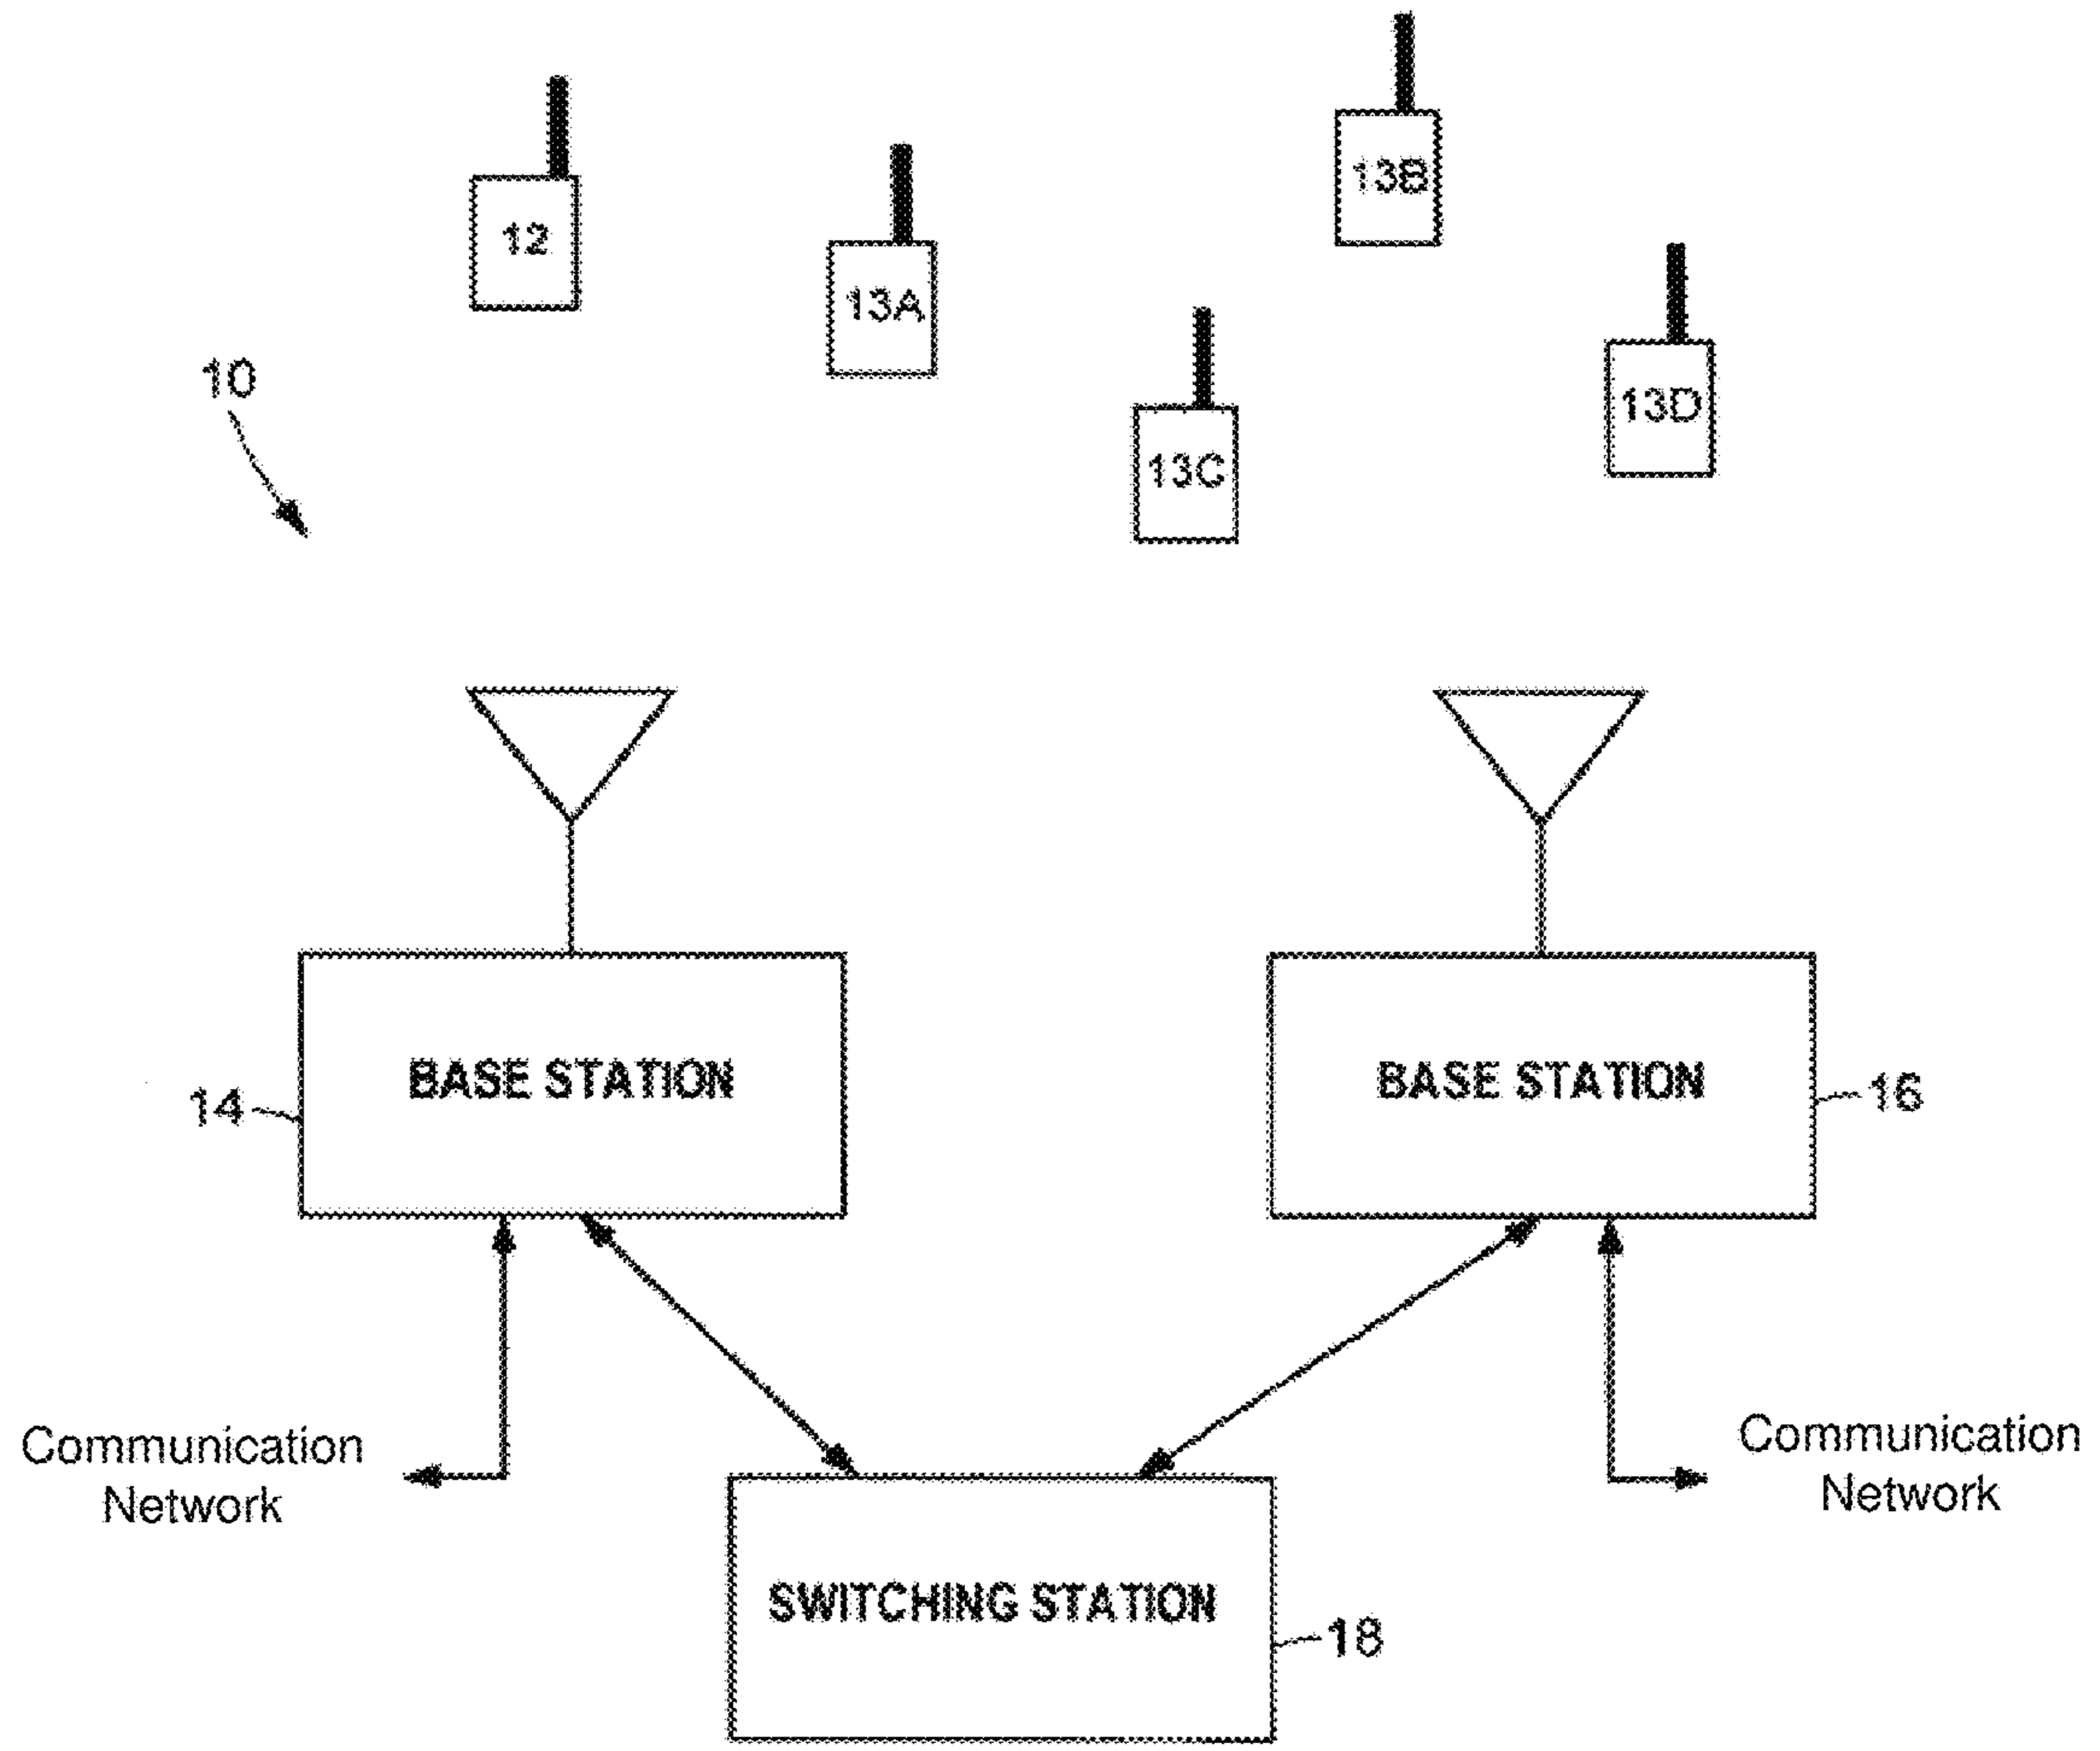 13B
12
13A
10
13D
13C
BASE STATION
BASE STATION
14
16
Communication
Network
Communication
Network
SWITCHING STATION
18